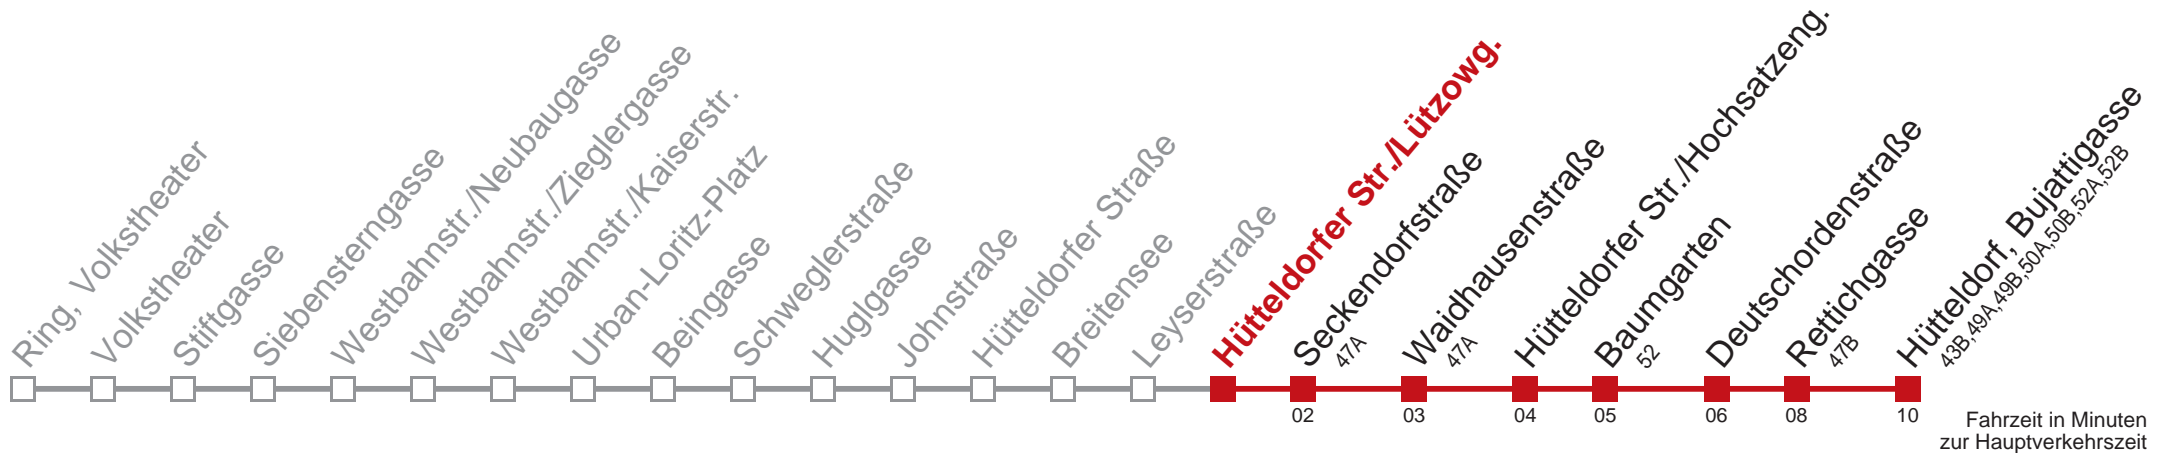 Ring, Volkstheater
Volkstheater
Stiftgasse
Siebensterngasse
Westbahnstr./Neubaugasse
Westbahnstr./Zieglergasse
Westbahnstr./Kaiserstr.
Urban-Loritz-Platz
Beingasse
Schweglerstraße
Huglgasse
Johnstraße
Hütteldorfer Straße
Breitensee
Leyserstraße
Hütteldorfer Str./Lützowg.
Seckendorfstraße
47A
Waidhausenstraße
47A
Hütteldorfer Str./Hochsatzeng.
Baumgarten
52
Deutschordenstraße
Rettichgasse
47B
Hütteldorf, Bujattigasse
43B,49A,49B,50A,50B,52A,52B
02 03 04 05 06 08 10
Fahrzeit in Minuten
zur Hauptverkehrszeit